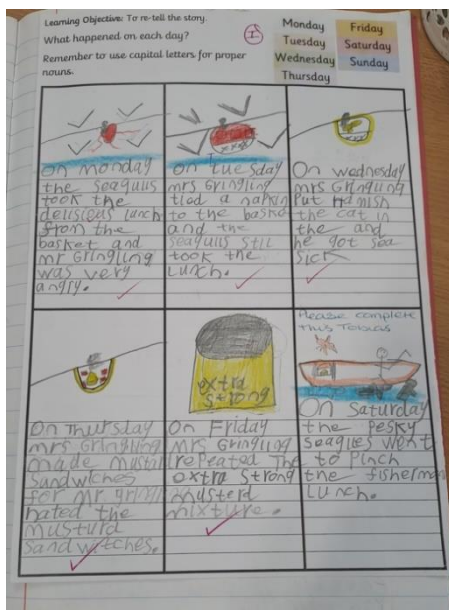 Learning Objective: To re-tell the story.
What happened on each day?
Remember to use capital letters for proper
nouns.
I
Monday
Tuesday
Wednesday
Thursday
Friday
Saturday
Sunday
On monday
the seagulls
took the
delisious lunch
from the
basket and
mr Gringling
was very
angry.
On tuesday
mrs Gringling
tied a napkin
to the basket
and the
seagulls still
took the
Lunch.
On wednesday
mrs Gringling
Put Hamish
the cat in
the and
he got sea
sick
On Thursday
mrs Gringling
made
sandwiches
for Mr
hated the
musturd
sandwitches.
extra
strong
On Friday
Mrs Gringling
repeated the
extra strong
musterd
mixture.
Please complete
this Tobias
On Saturday
the Pesky
seaglles went
to Pinch
the fisherman
Lunch.